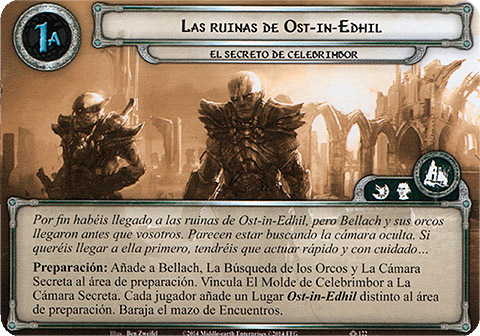 1A
LAS RUINAS DE OST-IN-EDHIL
EL SECRETO DE CELEBRIMBOR
Por fin habéis llegado a las ruinas de Ost-in-Edhil, pero Bellach y sus orcos
llegaron antes que vosotros. Parecen estar buscando la cámara oculta. Si
queréis llegar a ella primero, tendréis que actuar rápido y con cuidado...
Preparación: Añade a Bellach, La Búsqueda de los Orcos y La Cámara
Secreta al área de preparación. Vincula El Molde de Celebrimbor a La
Cámara Secreta. Cada jugador añade un Lugar Ost-in-Edhil distinto al área
de preparación. Baraja el mazo de Encuentros.
Illus. Ben Zweifel ©2014 Middle-earth Enterprises ©2014 FFG 122